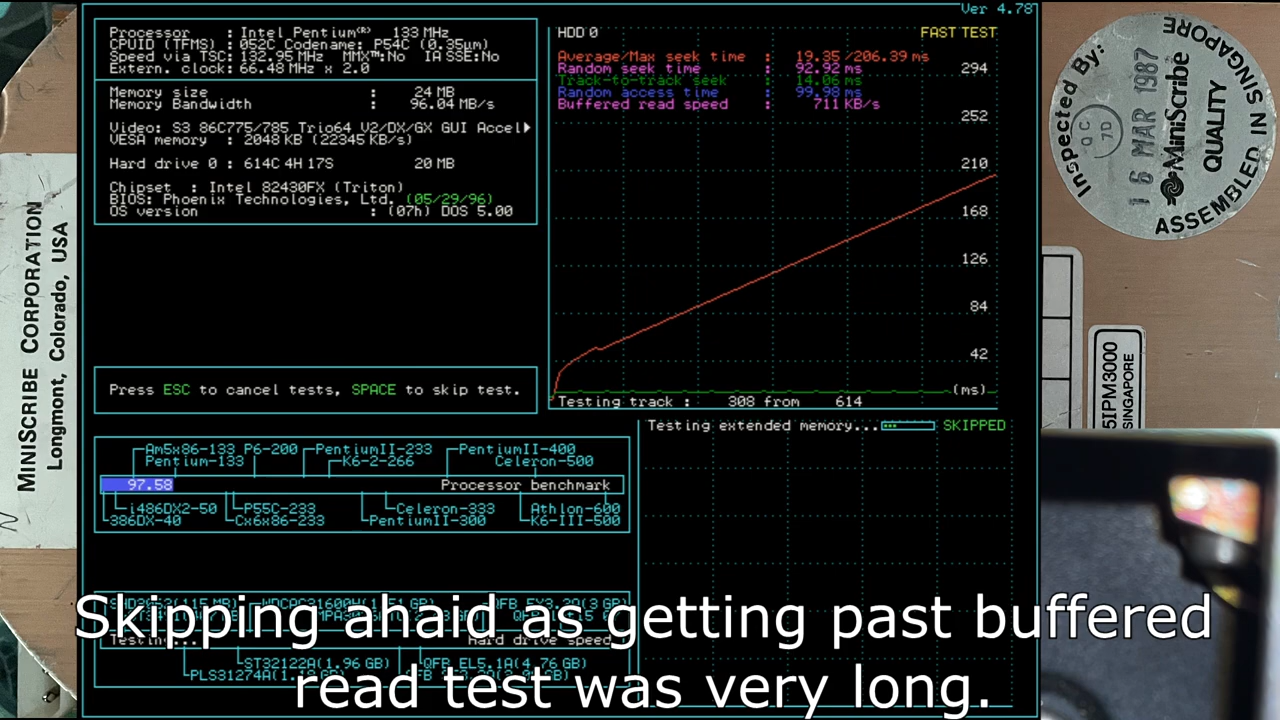 Ver 4.78
Processor : Intel Pentium(R) 133 MHz
CPUID (TFMS) : 052C Codename: P54C (0.35µm)
Speed via TSC: 132.95 MHz MMX™:No IA SSE:No
Extern. clock: 66.48 MHz x 2.0
Memory size : 24 MB
Memory Bandwidth : 96.04 MB/s
Video: S3 86C775/785 Trio64 V2/DX/GX GUI Accel
VESA memory : 2048 KB (22345 KB/s)
Hard drive 0 : 614C 4H 17S 20 MB
Chipset : Intel 82430FX (Triton)
BIOS: Phoenix Technologies, Ltd. (05/29/96)
OS version : (07h) DOS 5.00
HDD 0 FAST TEST
Average/Max seek time : 19.35 /206.39 ms
Random seek time : 92.92 ms
Track-to-track seek : 14.06 ms
Random access time : 99.98 ms
Buffered read speed : 711 KB/s
294
252
210
168
126
84
42
(ms)
Testing track : 308 from 614
Press ESC to cancel tests, SPACE to skip test.
Testing extended memory... SKIPPED
Am5x86-133 P6-200 PentiumII-233 PentiumII-400
Pentium-133 K6-2-266 Celeron-500
97.58 Processor benchmark
i486DX2-50 P55C-233 Celeron-333 Athlon-600
386DX-40 Cx6x86-233 PentiumII-300 K6-III-500
Testing... Hard drive speed
ST32122A(1.96 GB) QFB EL5.1A(4.76 GB)
Skipping ahaid as getting past buffered
read test was very long.
MINISCRIBE CORPORATION
Longmont, Colorado, USA
Inspected By:
QC
7D
16 MAR 1987
MiniScribe
QUALITY
ASSEMBLED IN SINGAPORE
5IPM3000
SINGAPORE